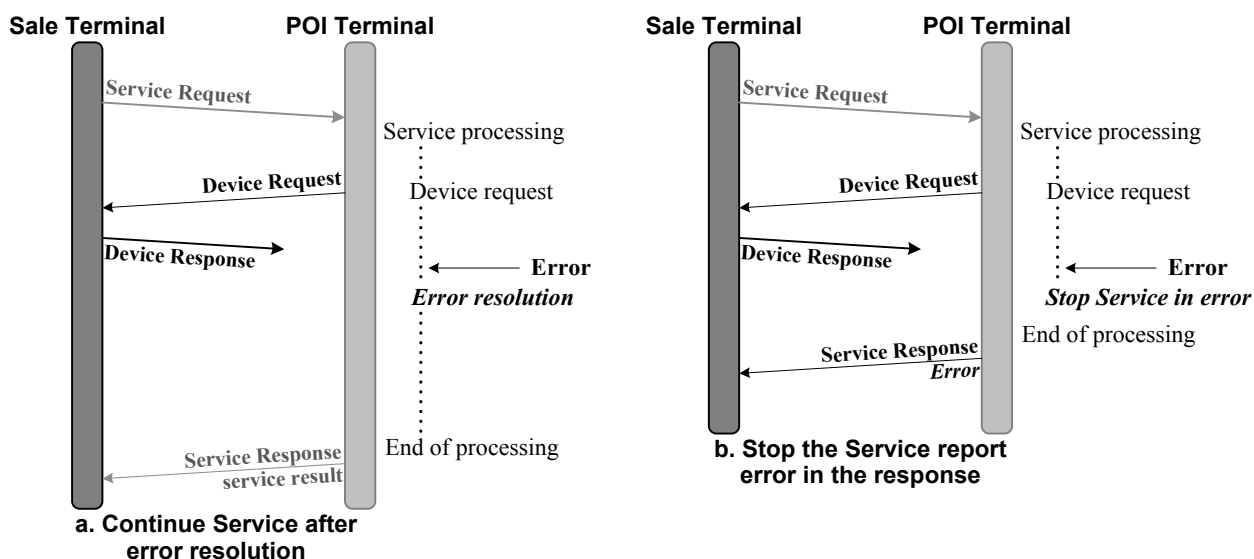 Sale Terminal
POI Terminal
Service Request
Service processing
Device Request
Device request
Device Response
Error
Error resolution
End of processing
Service Response
service result
a. Continue Service after
error resolution
Sale Terminal
POI Terminal
Service Request
Service processing
Device Request
Device request
Device Response
Error
Stop Service in error
End of processing
Service Response
Error
b. Stop the Service report
error in the response